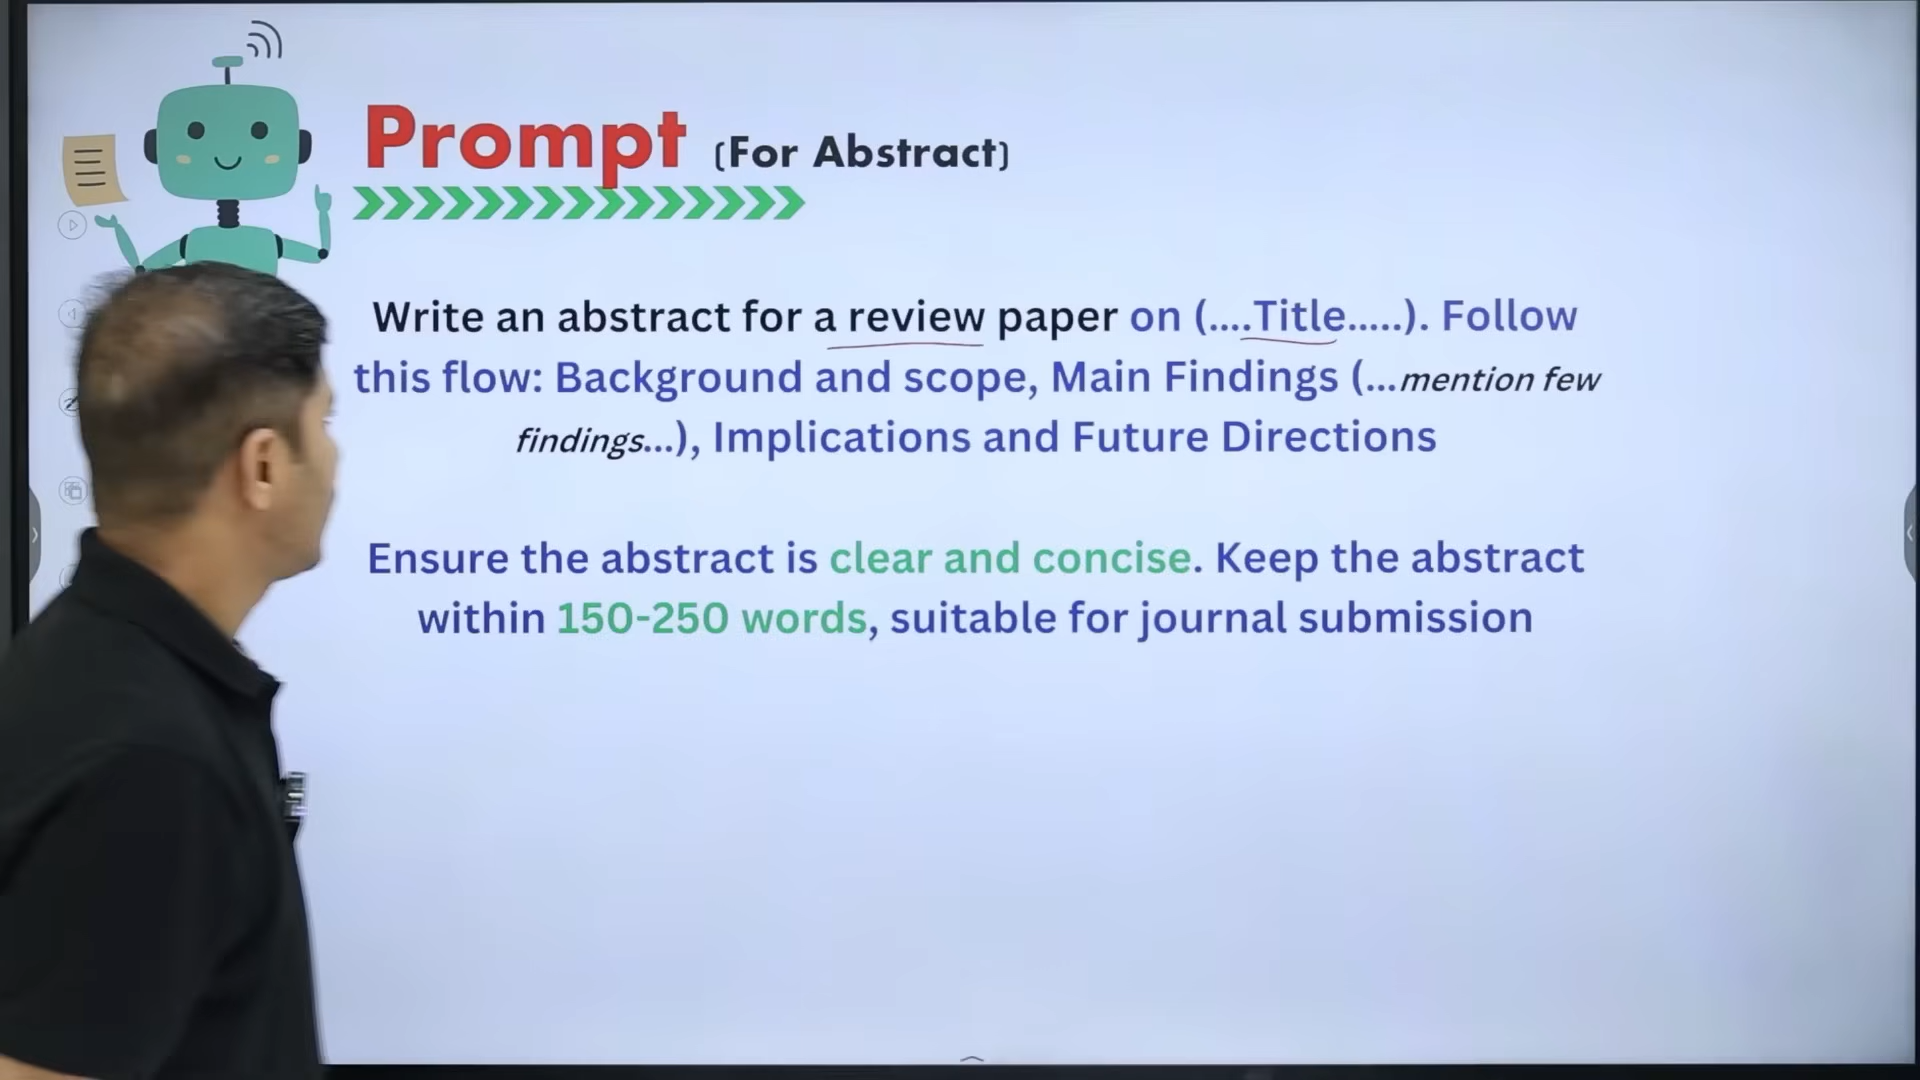 Prompt (For Abstract)
Write an abstract for a review paper on (....Title.....). Follow
this flow: Background and scope, Main Findings (...mention few
findings...), Implications and Future Directions
Ensure the abstract is clear and concise. Keep the abstract
within 150-250 words, suitable for journal submission